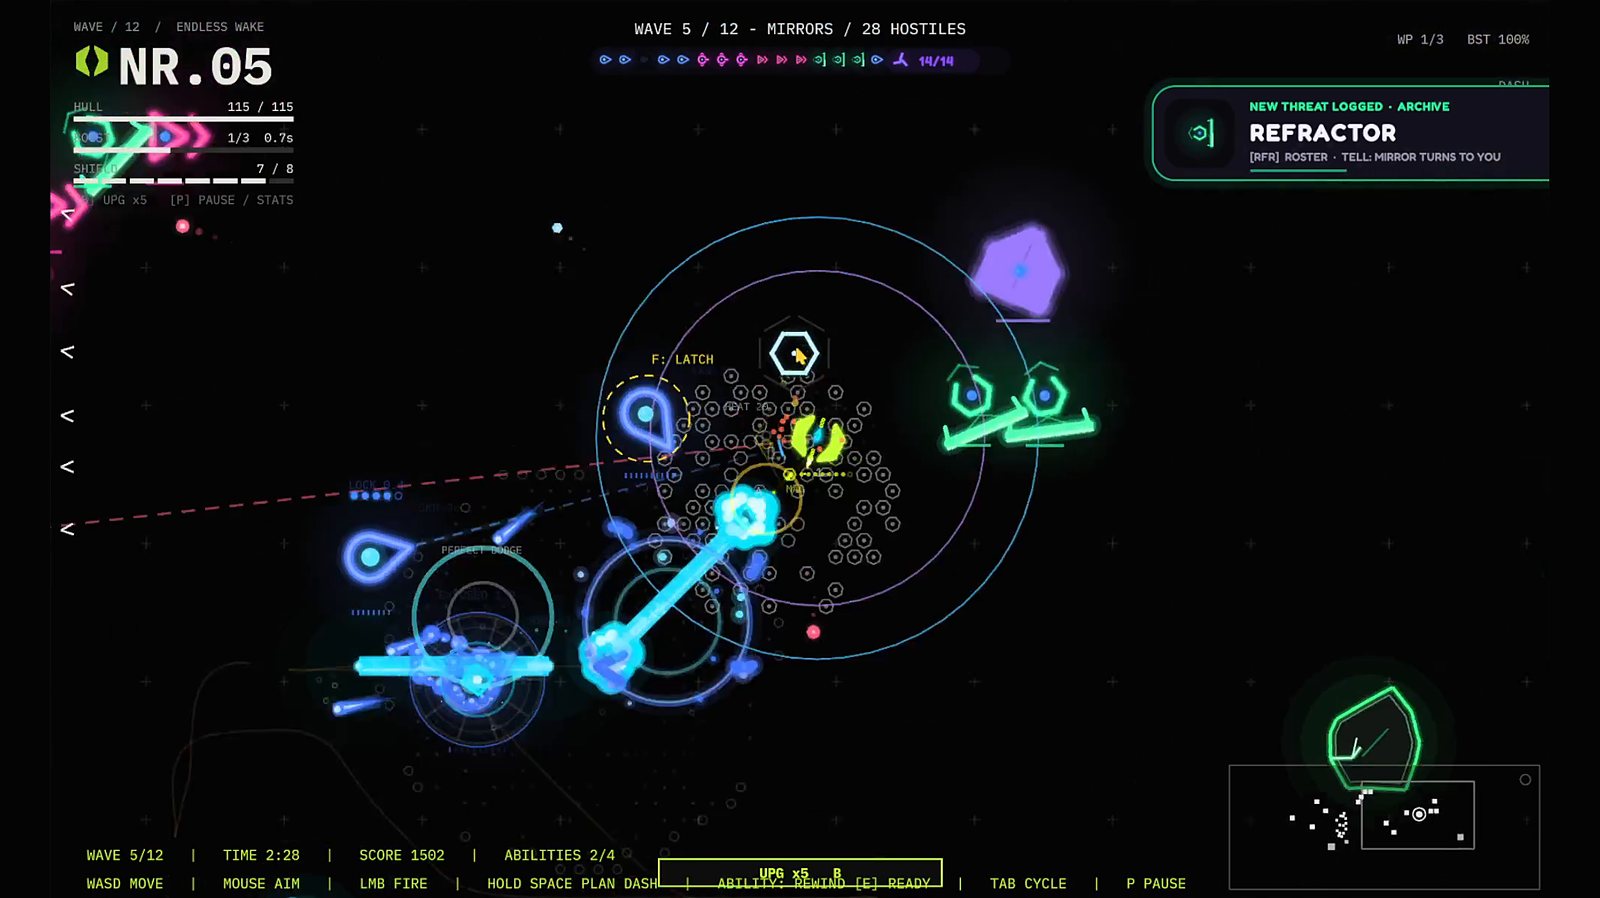 WAVE / 12 / ENDLESS WAKE
NR.05
HULL 115 / 115
1/3 0.7s
SHIELD 7 / 8
UPG x5 [P] PAUSE / STATS
WAVE 5 / 12 - MIRRORS / 28 HOSTILES
14/14
WP 1/3 BST 100%
DASH
NEW THREAT LOGGED · ARCHIVE
REFRACTOR
[RFR] ROSTER · TELL: MIRROR TURNS TO YOU
F: LATCH
PERFECT DODGE
WAVE 5/12 | TIME 2:28 | SCORE 1502 | ABILITIES 2/4
UPG x5 B
WASD MOVE | MOUSE AIM | LMB FIRE | HOLD SPACE PLAN DASH | ABILITY: REWIND [E] READY | TAB CYCLE | P PAUSE